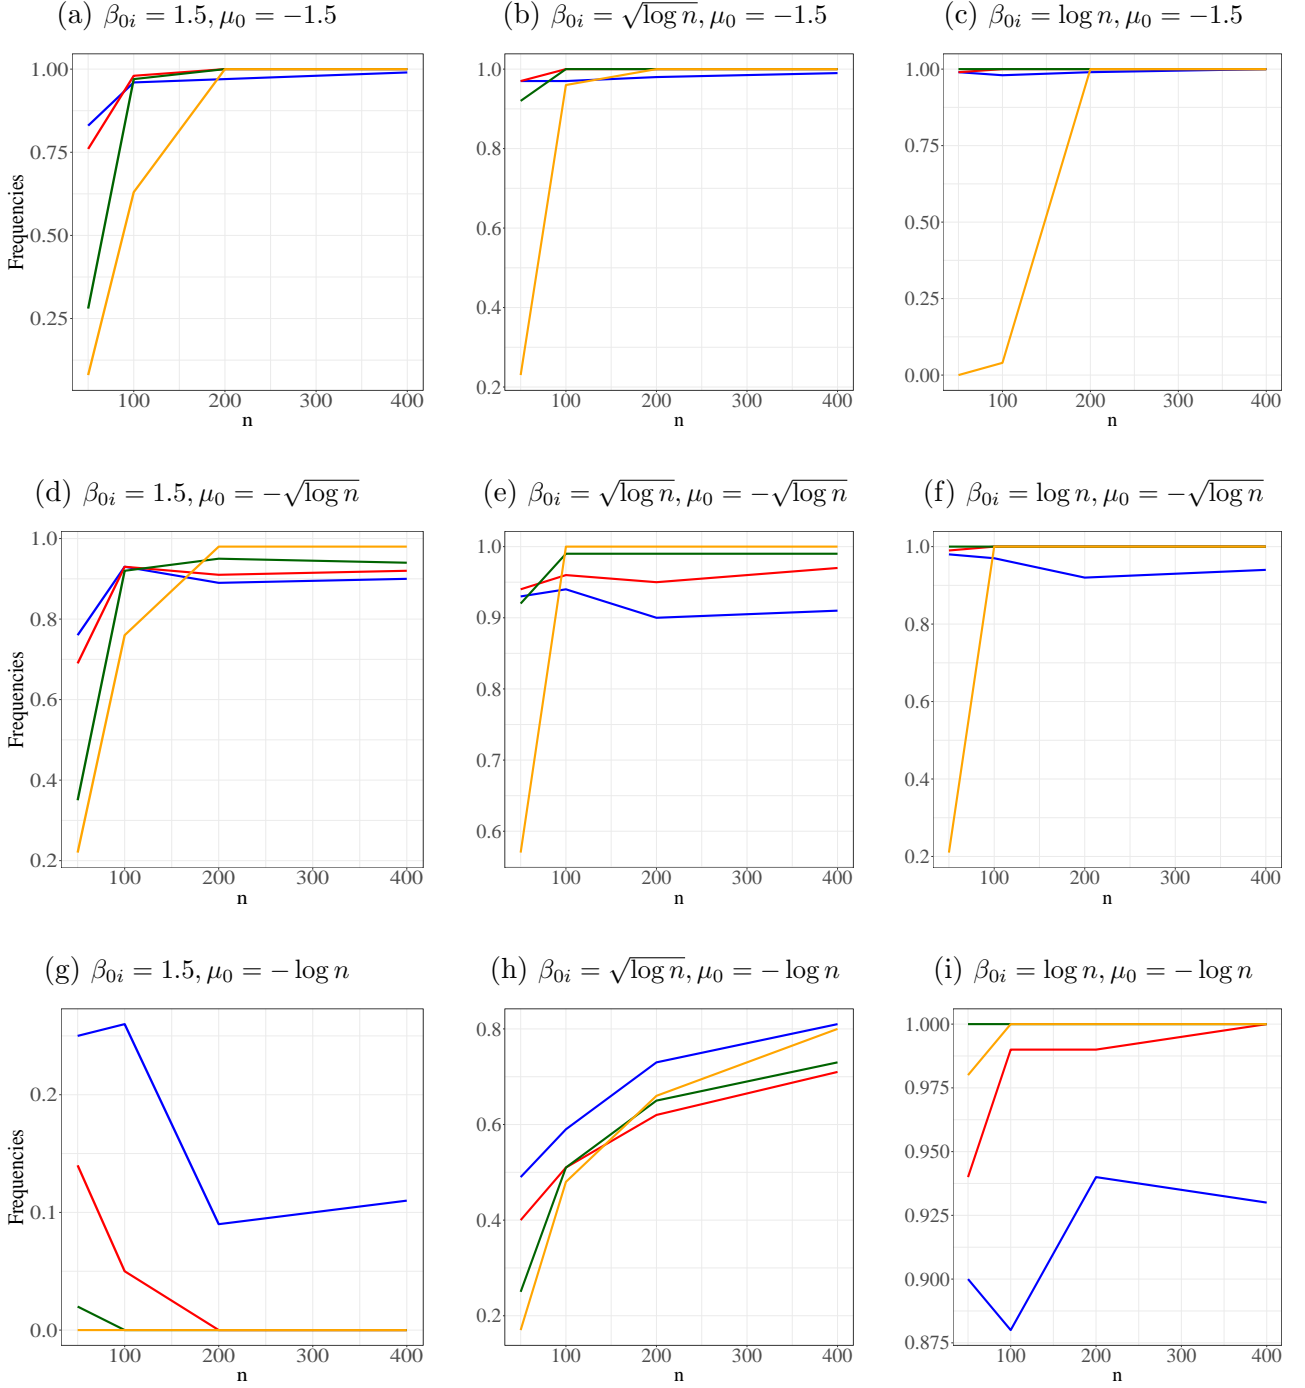 (a) β₀ᵢ = 1.5, μ₀ = −1.5
(b) β₀ᵢ = √log n, μ₀ = −1.5
(c) β₀ᵢ = log n, μ₀ = −1.5
Frequencies
1.00
0.75
0.50
0.25
100 200 300 400
n
1.0
0.8
0.6
0.4
0.2
100 200 300 400
n
1.00
0.75
0.50
0.25
0.00
100 200 300 400
n
(d) β₀ᵢ = 1.5, μ₀ = −√log n
(e) β₀ᵢ = √log n, μ₀ = −√log n
(f) β₀ᵢ = log n, μ₀ = −√log n
Frequencies
1.0
0.8
0.6
0.4
0.2
100 200 300 400
n
1.0
0.9
0.8
0.7
0.6
100 200 300 400
n
1.0
0.8
0.6
0.4
0.2
100 200 300 400
n
(g) β₀ᵢ = 1.5, μ₀ = − log n
(h) β₀ᵢ = √log n, μ₀ = − log n
(i) β₀ᵢ = log n, μ₀ = − log n
Frequencies
0.2
0.1
0.0
100 200 300 400
n
0.8
0.6
0.4
0.2
100 200 300 400
n
1.000
0.975
0.950
0.925
0.900
0.875
100 200 300 400
n